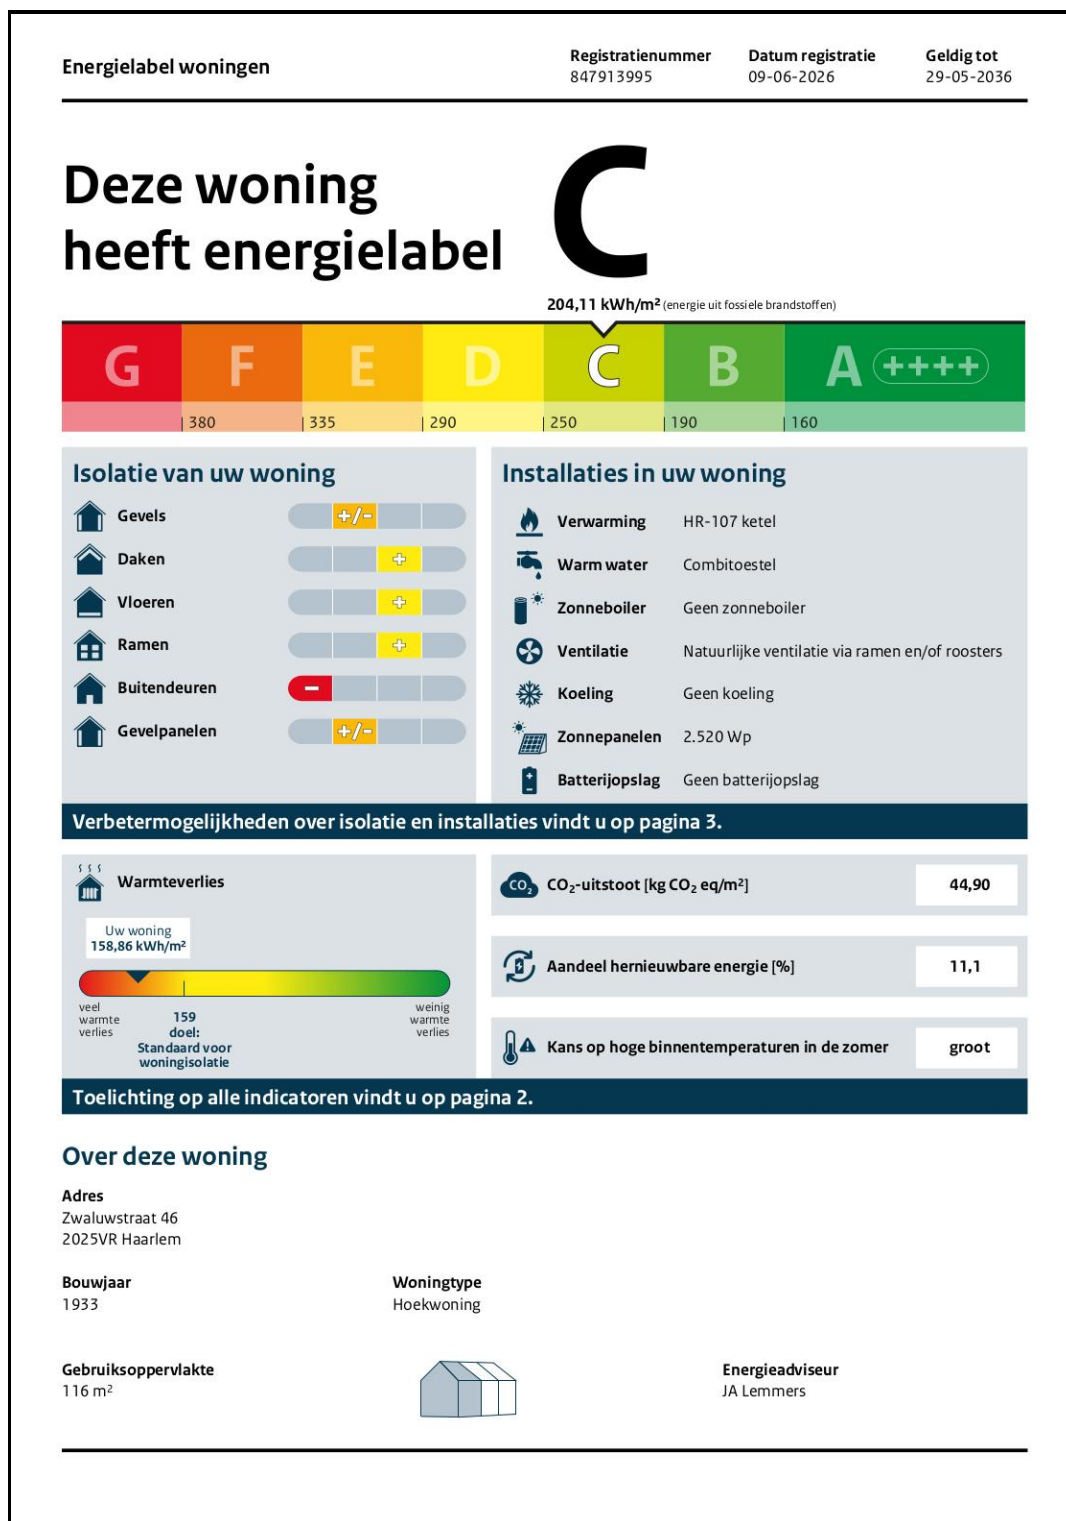 Energielabel woningen
Registratienummer
847913995
Datum registratie
09-06-2026
Geldig tot
29-05-2036
Deze woning
heeft energielabel
C
204,11 kWh/m² (energie uit fossiele brandstoffen)
G F E D C B A ++++
380 335 290 250 190 160
Isolatie van uw woning
Gevels +/-
Daken +
Vloeren +
Ramen +
Buitendeuren -
Gevelpanelen +/-
Installaties in uw woning
Verwarming HR-107 ketel
Warm water Combitoestel
Zonneboiler Geen zonneboiler
Ventilatie Natuurlijke ventilatie via ramen en/of roosters
Koeling Geen koeling
Zonnepanelen 2.520 Wp
Batterijopslag Geen batterijopslag
Verbetermogelijkheden over isolatie en installaties vindt u op pagina 3.
Warmteverlies
Uw woning
158,86 kWh/m²
veel
warmte
verlies
159
doel:
Standaard voor
woningisolatie
weinig
warmte
verlies
CO₂ CO₂-uitstoot [kg CO₂ eq/m²] 44,90
Aandeel hernieuwbare energie [%] 11,1
Kans op hoge binnentemperaturen in de zomer groot
Toelichting op alle indicatoren vindt u op pagina 2.
Over deze woning
Adres
Zwaluwstraat 46
2025VR Haarlem
Bouwjaar
1933
Woningtype
Hoekwoning
Gebruiksoppervlakte
116 m²
Energieadviseur
JA Lemmers